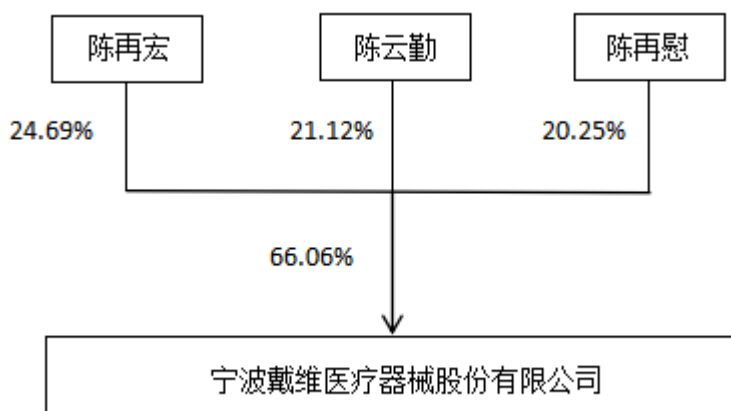 陈再宏
陈云勤
陈再慰
24.69%
21.12%
20.25%
66.06%
宁波戴维医疗器械股份有限公司